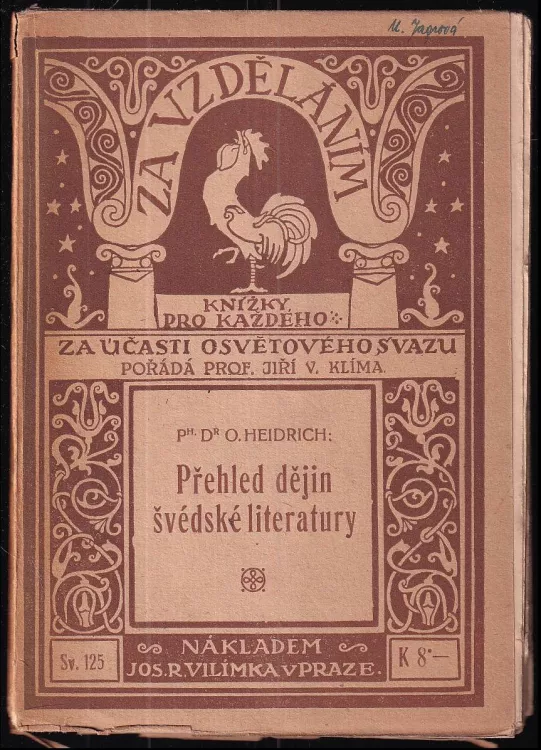 M. Jagrová
ZA VZDĚLÁNÍM
KNÍŽKY
PRO KAŽDÉHO
ZA ÚČASTI OSVĚTOVÉHO SVAZU
POŘÁDÁ PROF. JIŘÍ V. KLÍMA.
PH. DR O. HEIDRICH:
Přehled dějin
švédské literatury
NÁKLADEM
JOS. R. VILÍMKA V PRAZE.
Sv. 125
K 8·—